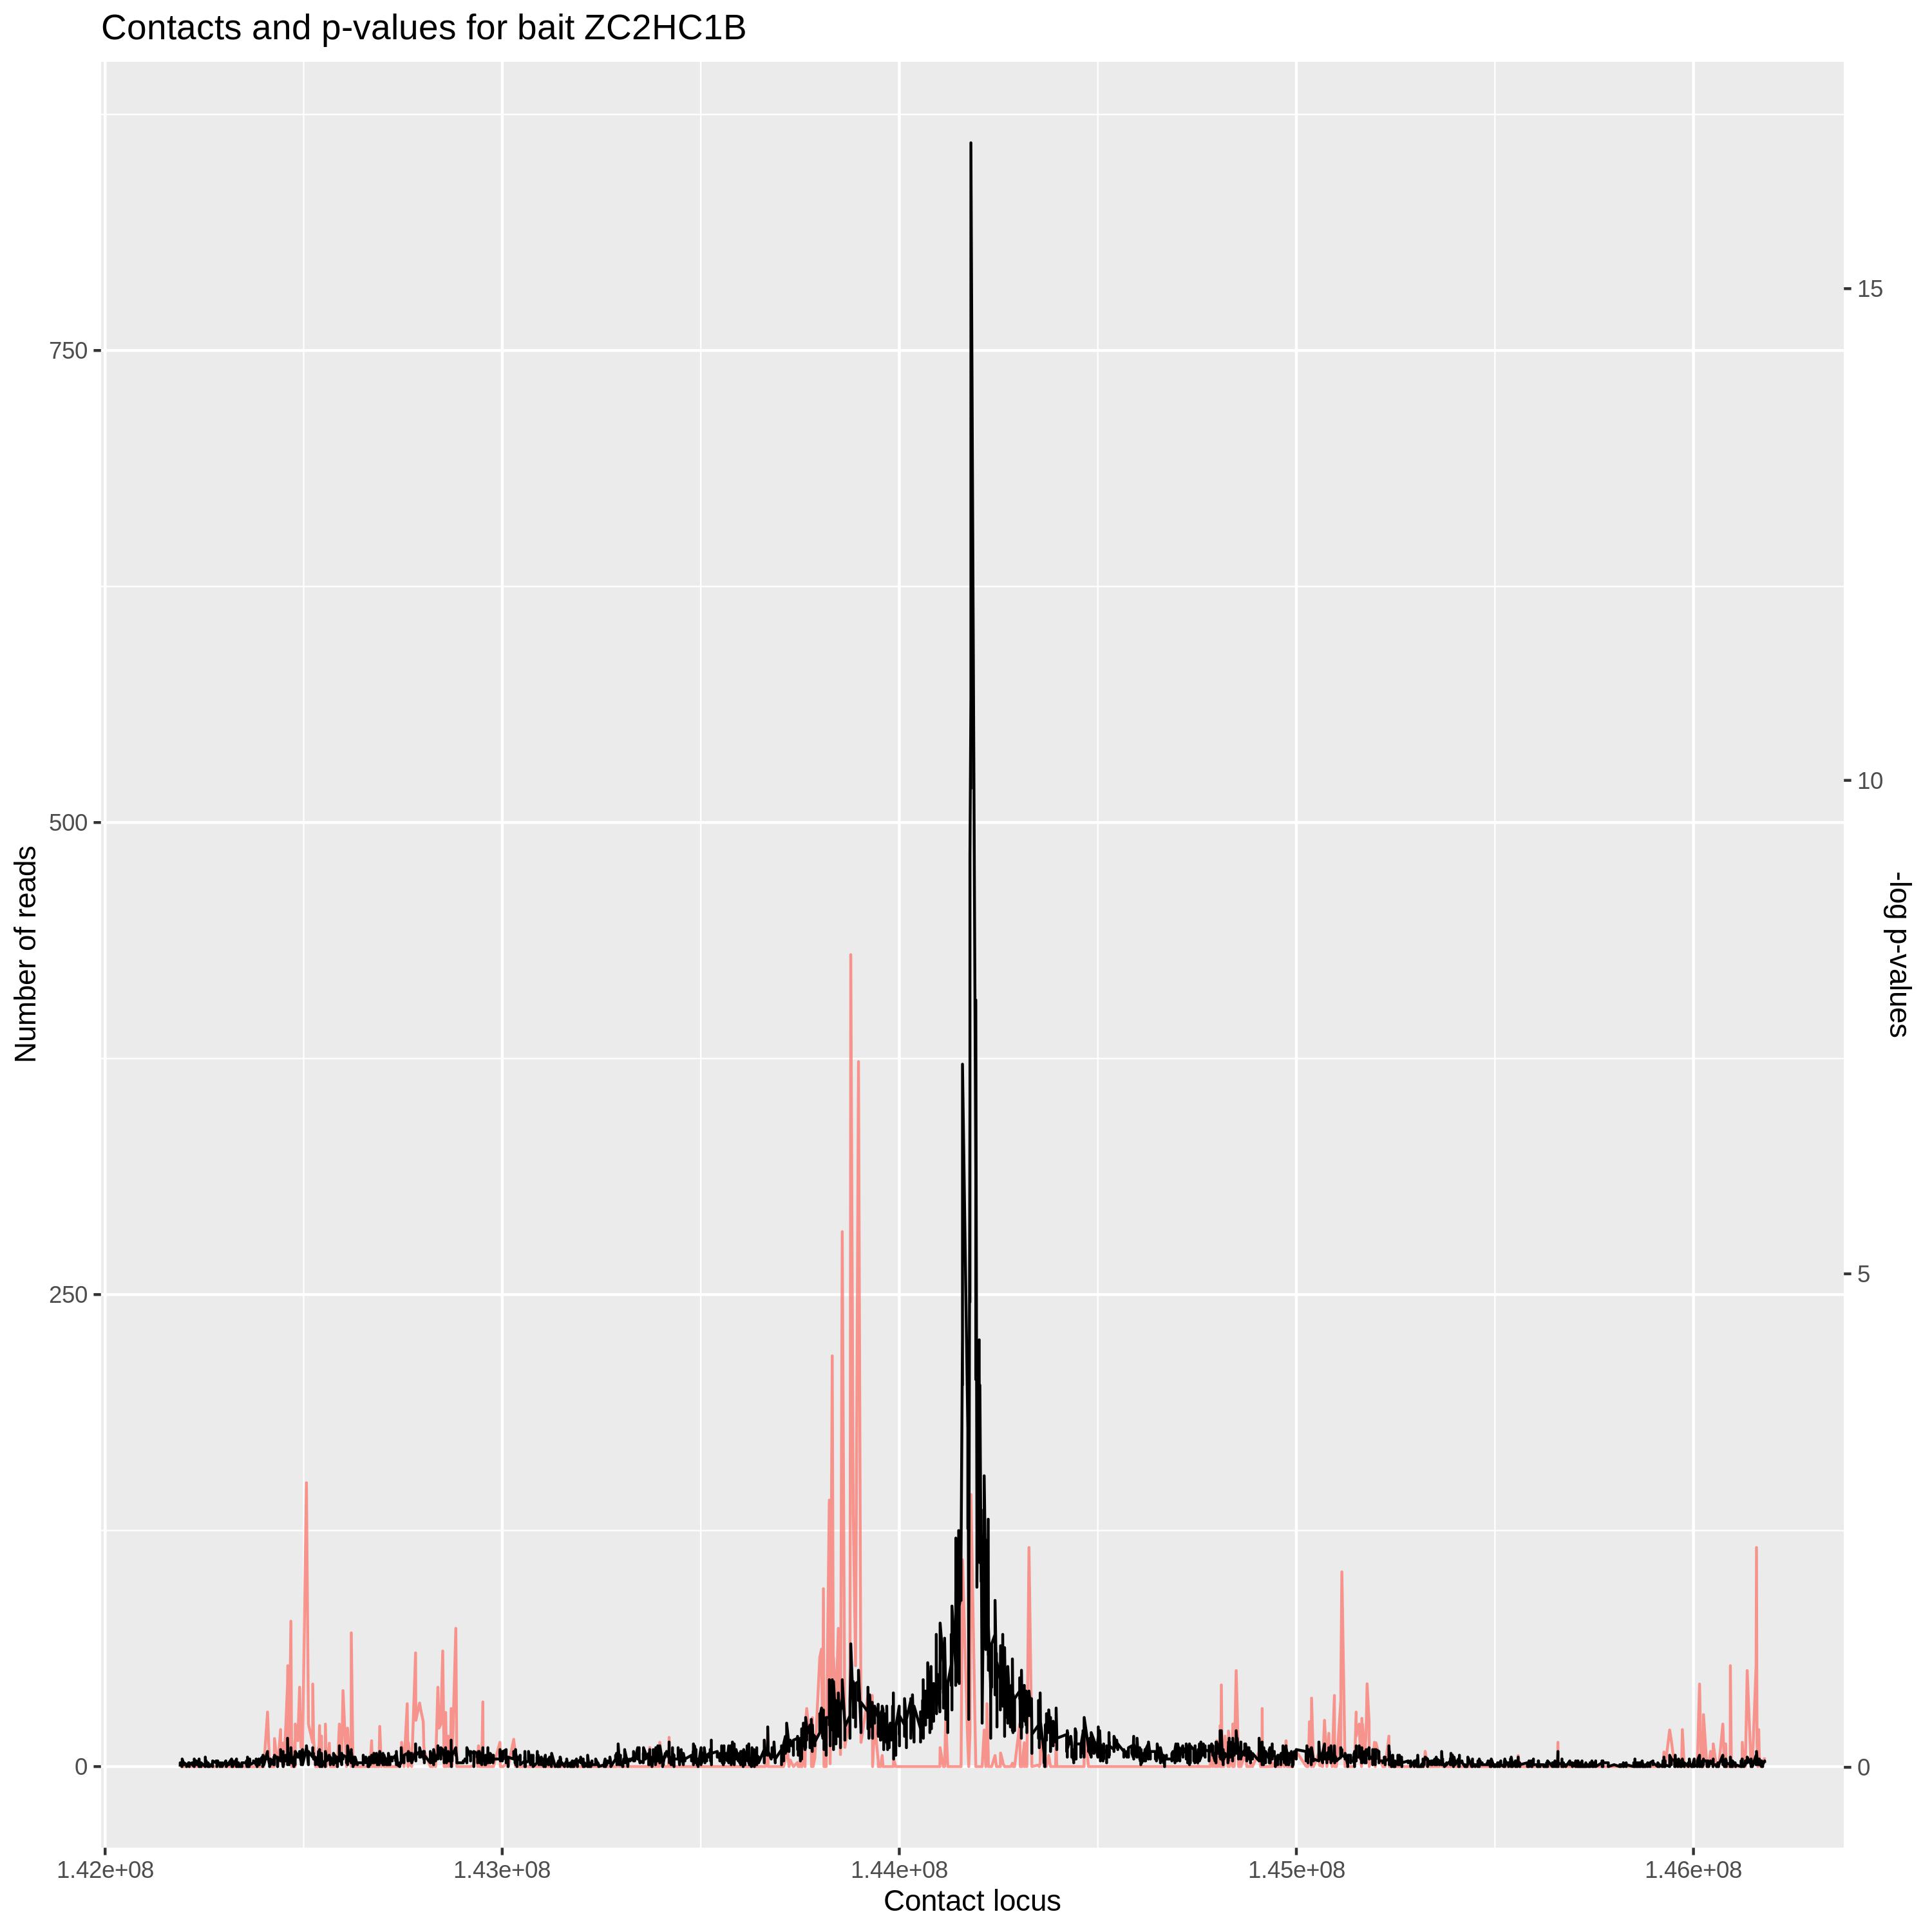 Contacts and p-values for bait ZC2HC1B
Number of reads
750
500
250
0
15
10
5
0
-log p-values
1.42e+08
1.43e+08
1.44e+08
1.45e+08
1.46e+08
Contact locus